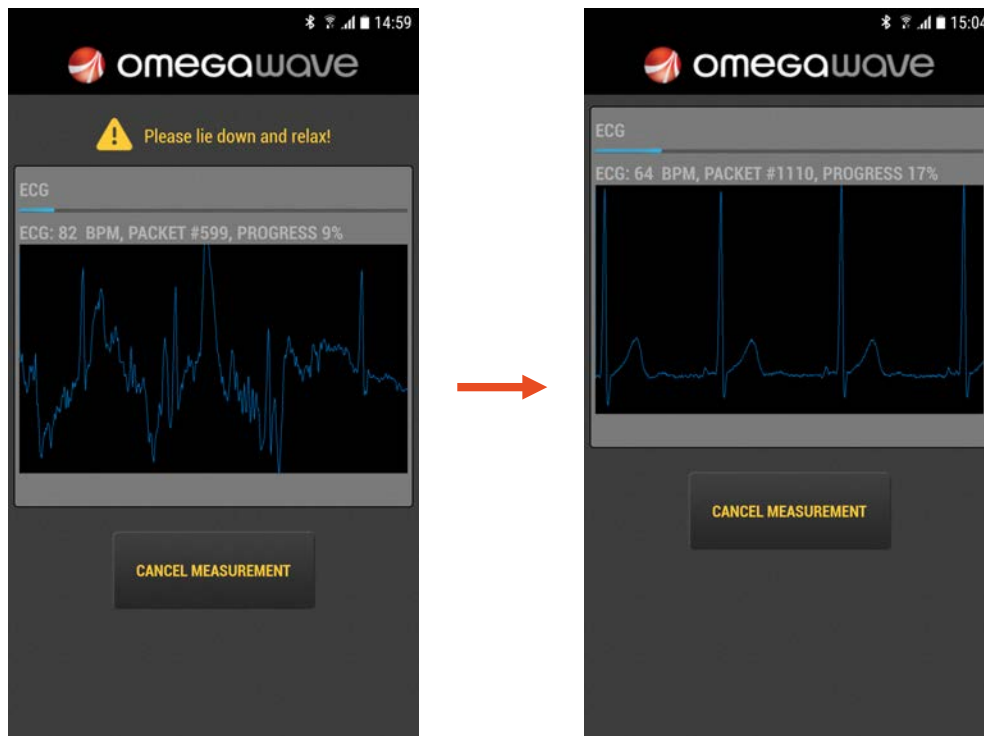 14:59
omegawave
Please lie down and relax!
ECG
ECG: 82 BPM, PACKET #599, PROGRESS 9%
CANCEL MEASUREMENT
15:04
omegawave
ECG
ECG: 64 BPM, PACKET #1110, PROGRESS 17%
CANCEL MEASUREMENT